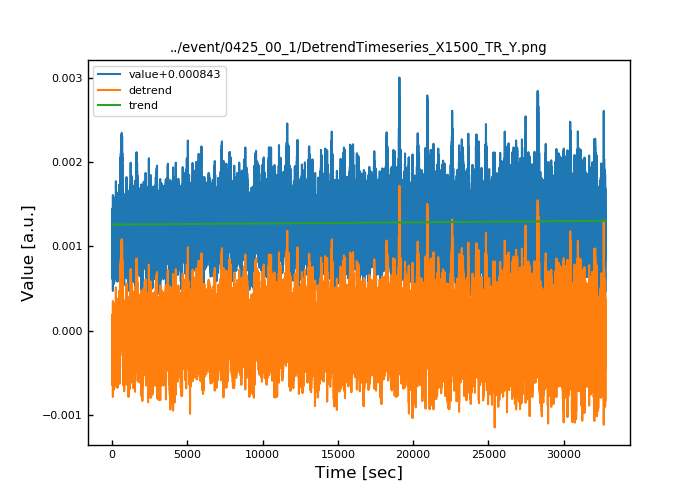 ../event/0425_00_1/DetrendTimeseries_X1500_TR_Y.png
value+0.000843
detrend
trend
0.003
0.002
0.001
0.000
−0.001
Value [a.u.]
0
5000
10000
15000
20000
25000
30000
Time [sec]